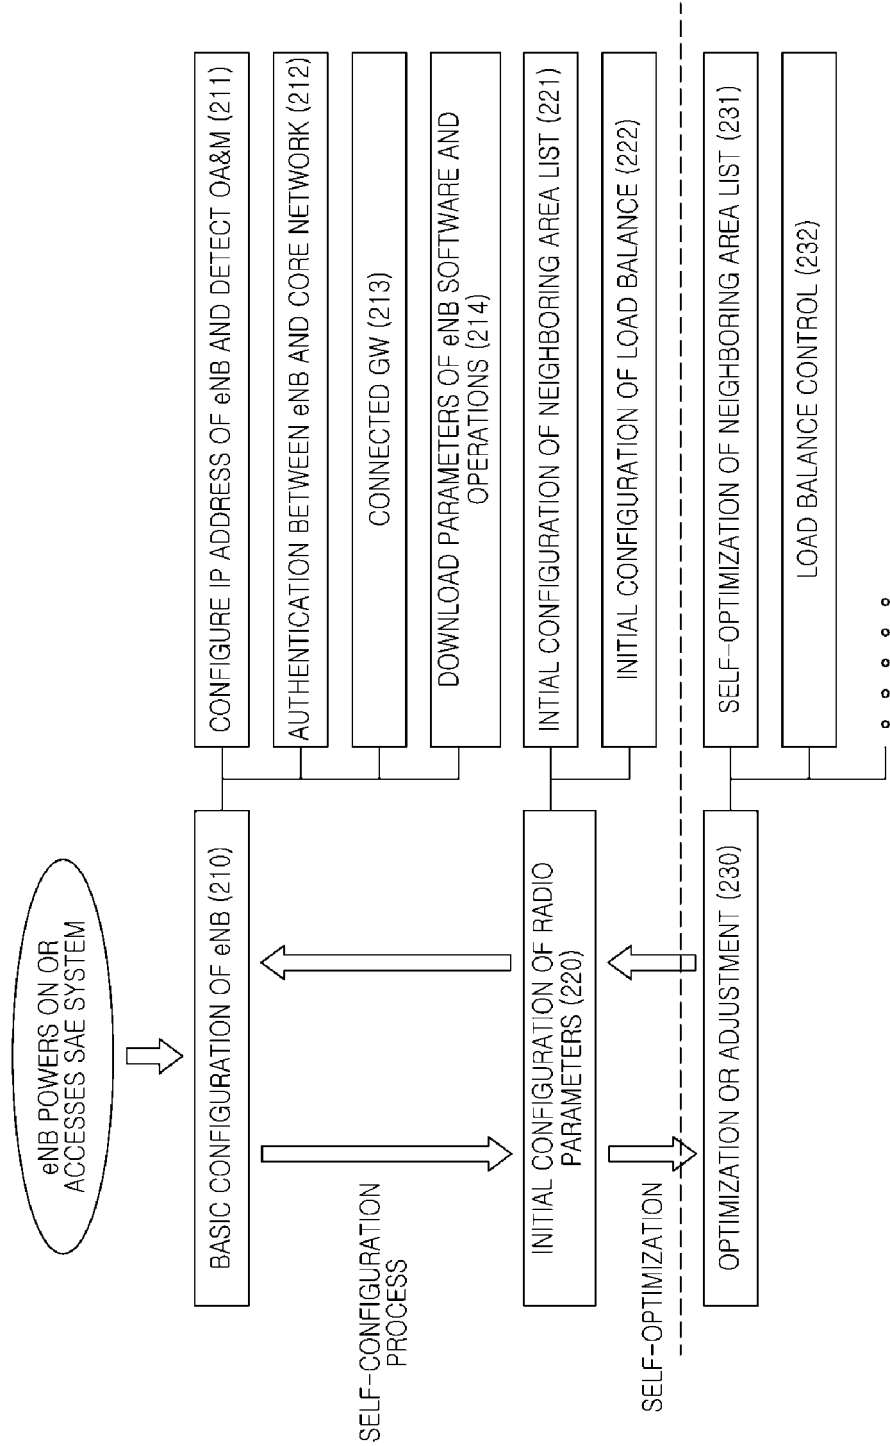 eNB POWERS ON OR
ACCESSES SAE SYSTEM
BASIC CONFIGURATION OF eNB (210)
CONFIGURE IP ADDRESS OF eNB AND DETECT OA&M (211)
AUTHENTICATION BETWEEN eNB AND CORE NETWORK (212)
CONNECTED GW (213)
DOWNLOAD PARAMETERS OF eNB SOFTWARE AND
OPERATIONS (214)
SELF-CONFIGURATION
PROCESS
INITIAL CONFIGURATION OF RADIO
PARAMETERS (220)
INTIAL CONFIGURATION OF NEIGHBORING AREA LIST (221)
INITIAL CONFIGURATION OF LOAD BALANCE (222)
SELF-OPTIMIZATION
OPTIMIZATION OR ADJUSTMENT (230)
SELF-OPTIMIZATION OF NEIGHBORING AREA LIST (231)
LOAD BALANCE CONTROL (232)